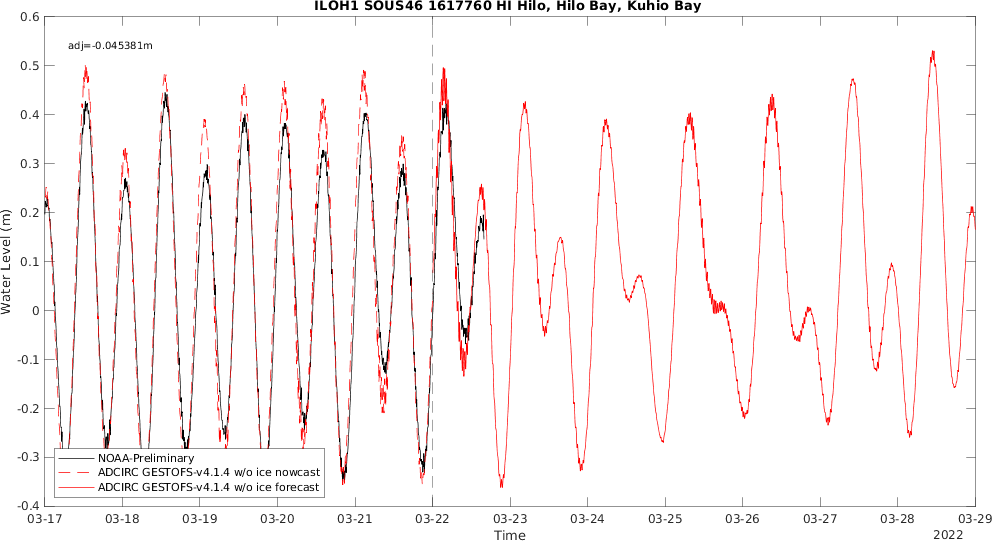 ILOH1 SOUS46 1617760 HI Hilo, Hilo Bay, Kuhio Bay
adj=-0.045381m
0.6
0.5
0.4
0.3
0.2
0.1
0
-0.1
-0.2
-0.3
-0.4
Water Level (m)
NOAA-Preliminary
ADCIRC GESTOFS-v4.1.4 w/o ice nowcast
ADCIRC GESTOFS-v4.1.4 w/o ice forecast
03-17 03-18 03-19 03-20 03-21 03-22 03-23 03-24 03-25 03-26 03-27 03-28 03-29
Time
2022